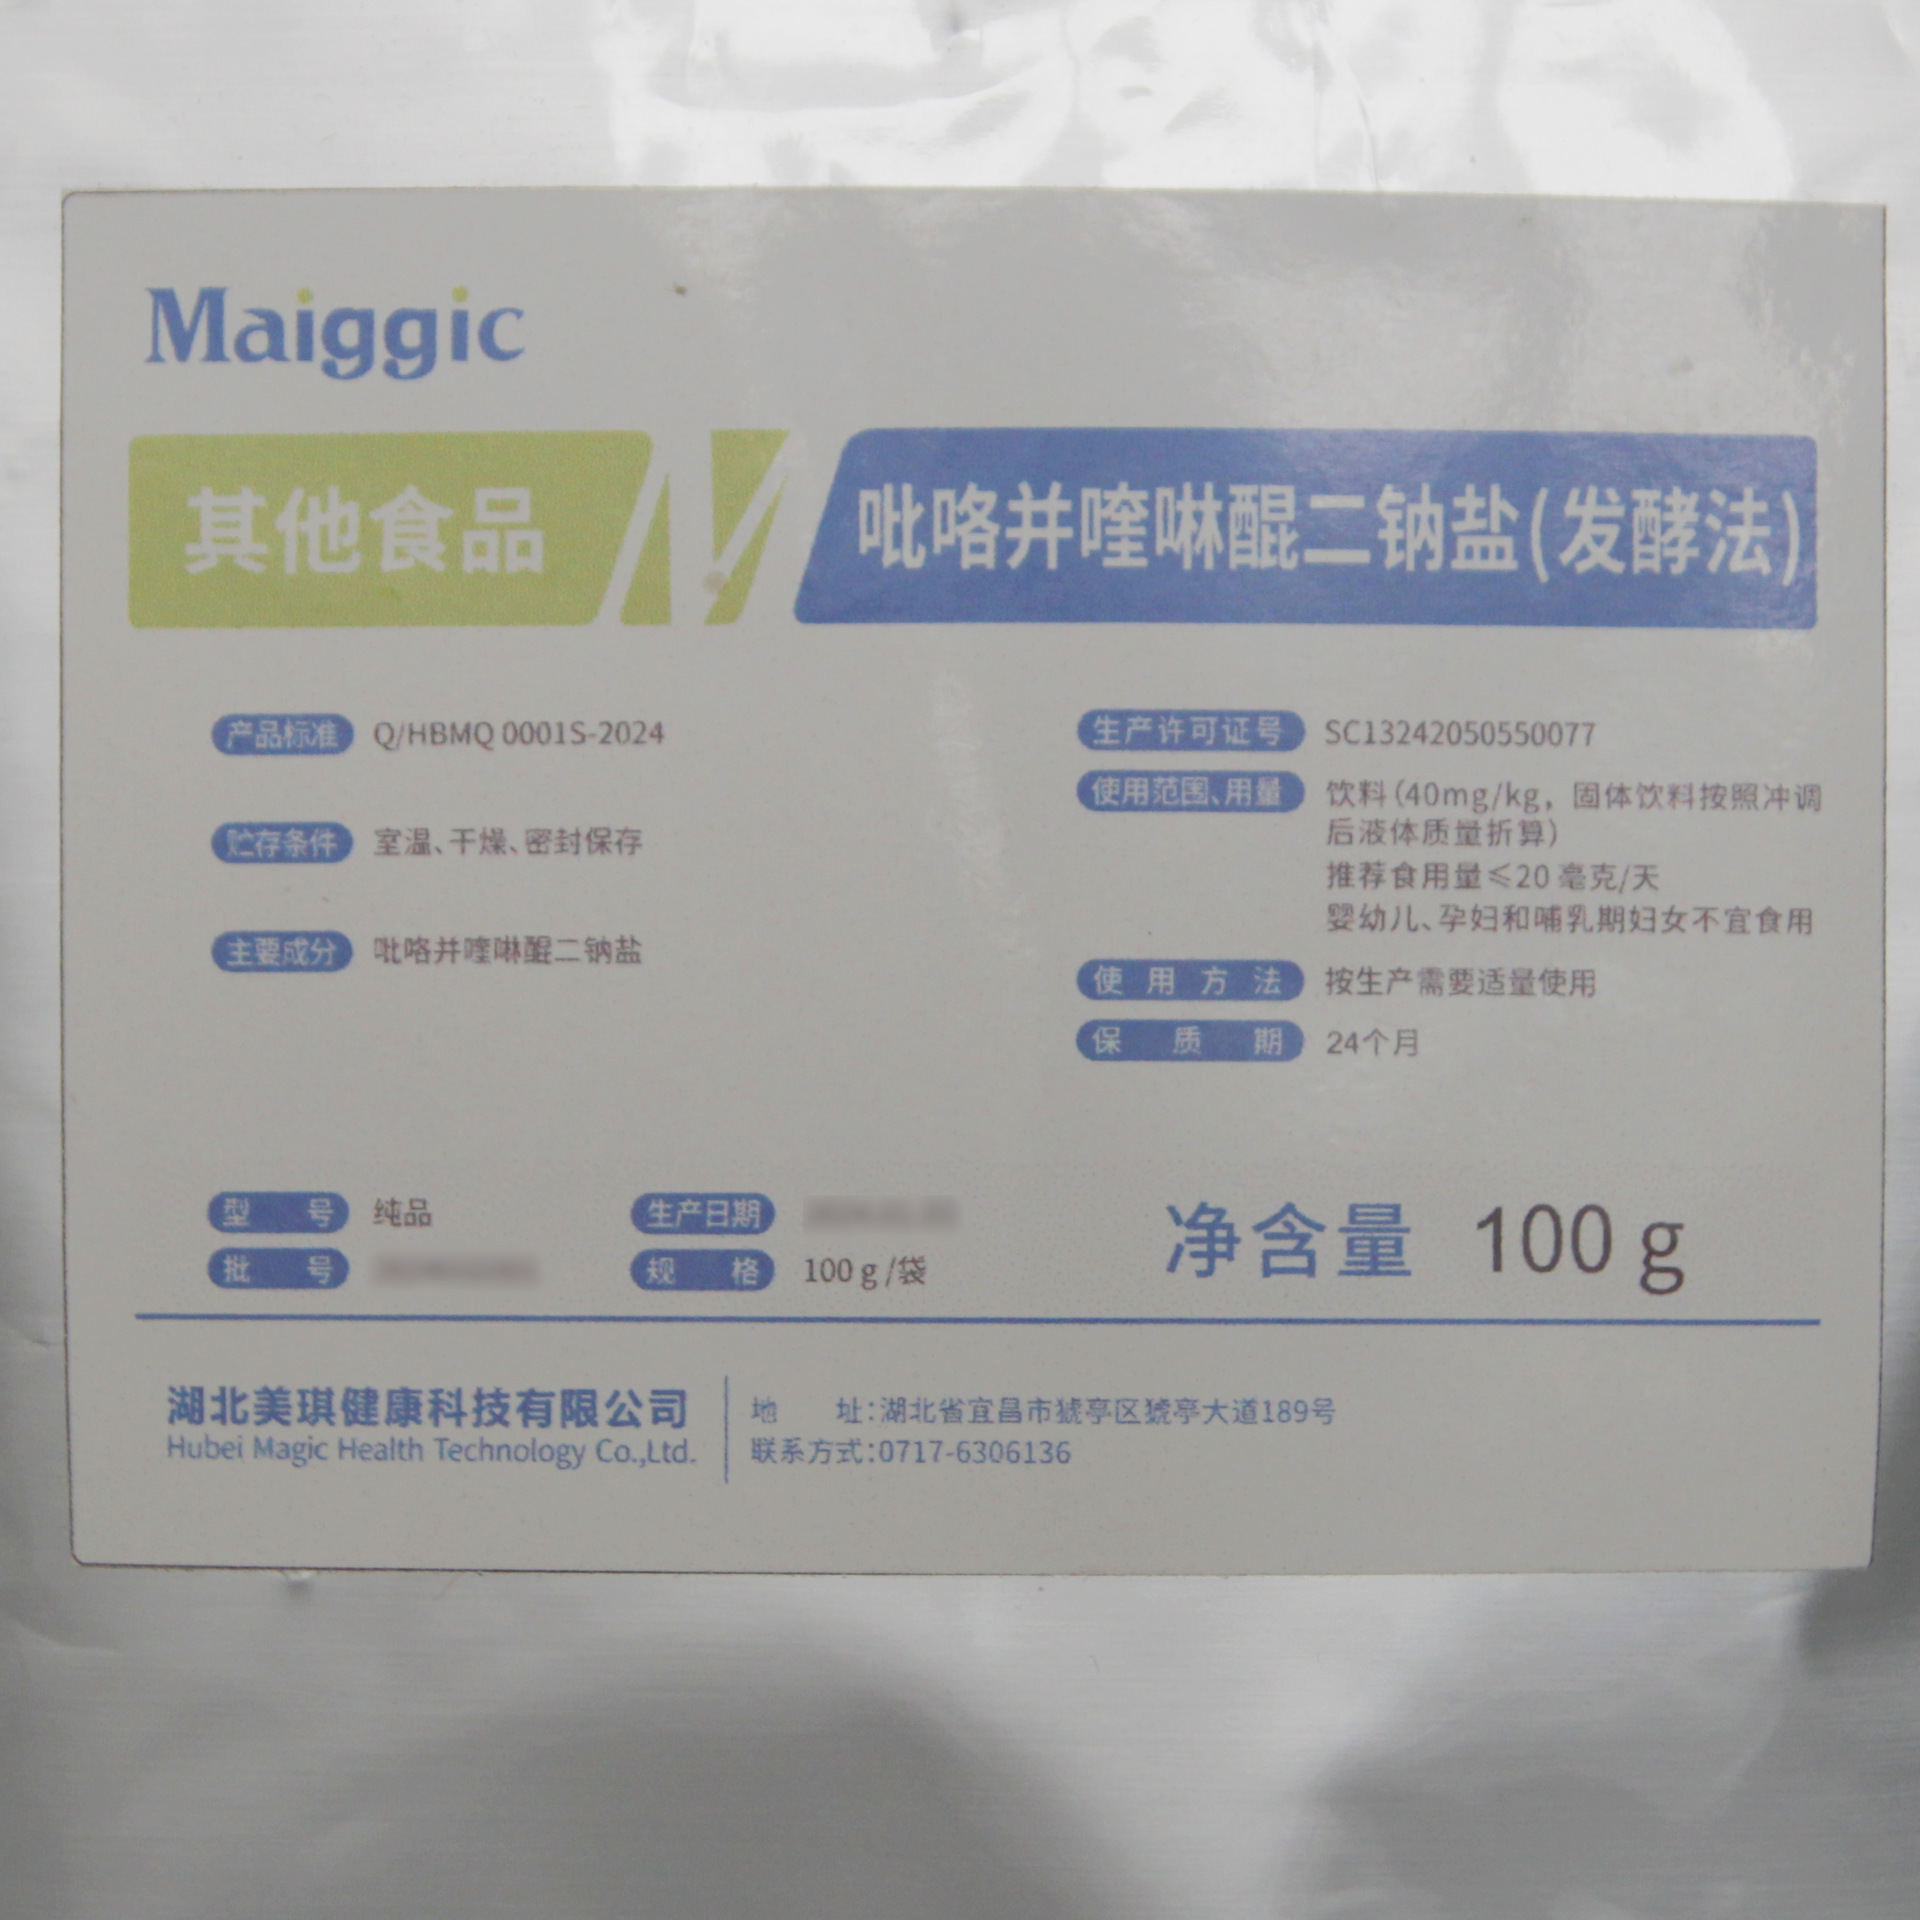 Maiggic
其他食品
吡咯并喹啉醌二钠盐(发酵法)
产品标准 Q/HBMQ 0001S-2024
贮存条件 室温、干燥、密封保存
主要成分 吡咯并喹啉醌二钠盐
生产许可证号 SC13242050550077
使用范围、用量 饮料(40mg/kg，固体饮料按照冲调
后液体质量折算)
推荐食用量≤20毫克/天
婴幼儿、孕妇和哺乳期妇女不宜食用
使用方法 按生产需要适量使用
保质期 24个月
型号 纯品
生产日期
批号
规格 100g/袋
净含量 100 g
湖北美琪健康科技有限公司
Hubei Magic Health Technology Co.,Ltd.
地 址:湖北省宜昌市猇亭区猇亭大道189号
联系方式:0717-6306136